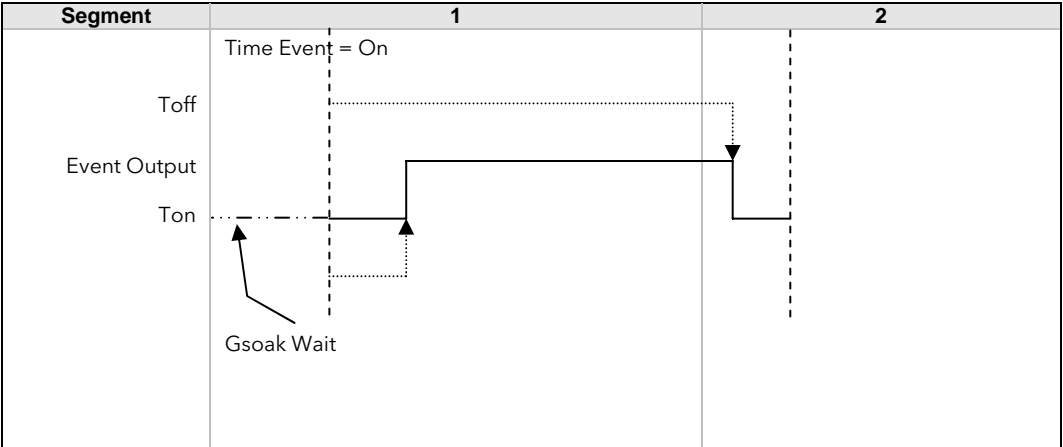 Segment 1 2
Time Event = On
Toff
Event Output
Ton
Gsoak Wait